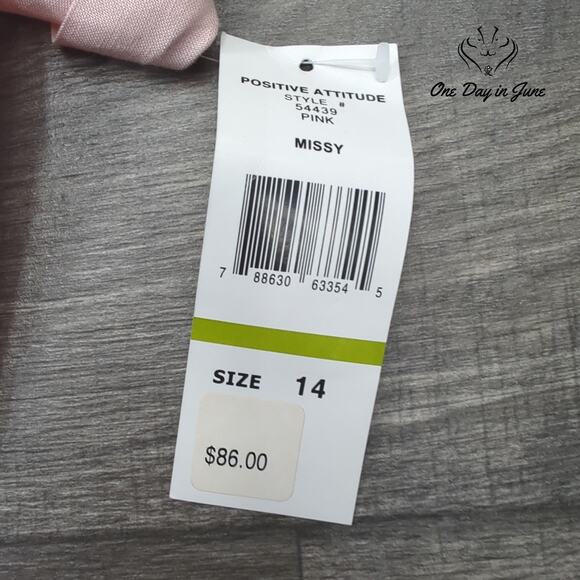 One Day in June
POSITIVE ATTITUDE
STYLE #
54439
PINK
MISSY
7 88630 63354 5
SIZE 14
$86.00